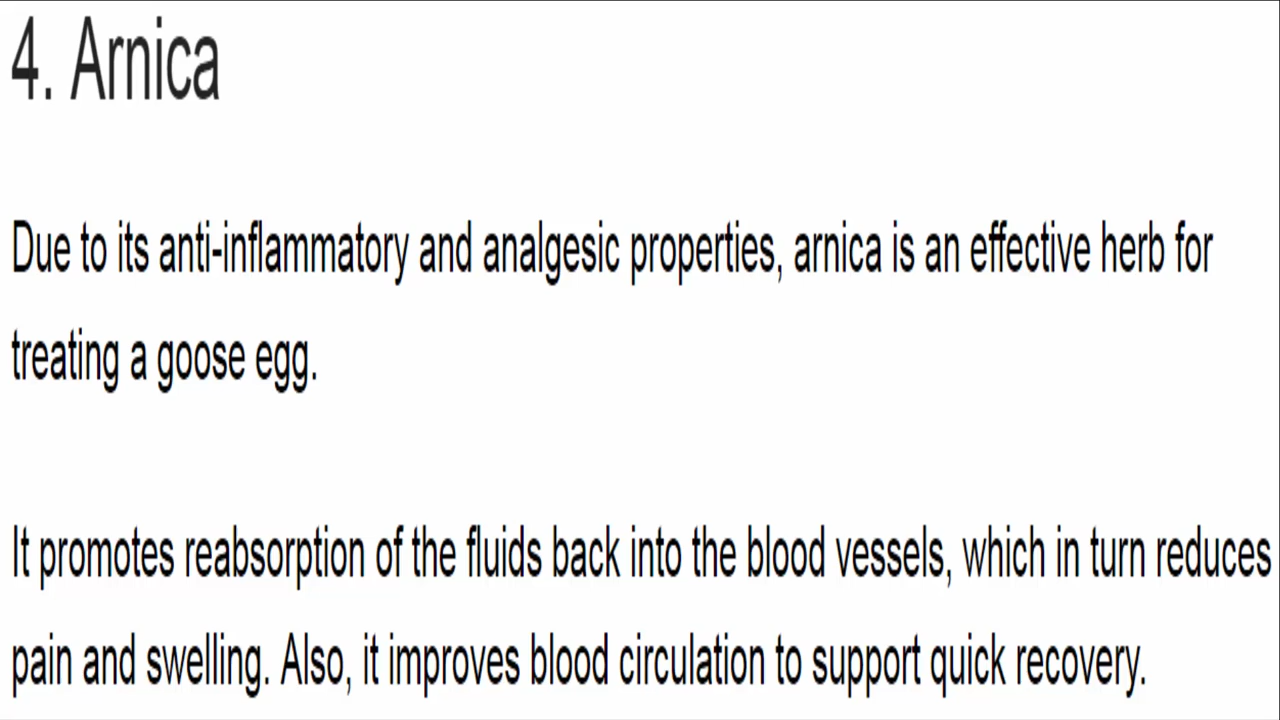 4. Arnica
Due to its anti-inflammatory and analgesic properties, arnica is an effective herb for
treating a goose egg.
It promotes reabsorption of the fluids back into the blood vessels, which in turn reduces
pain and swelling. Also, it improves blood circulation to support quick recovery.